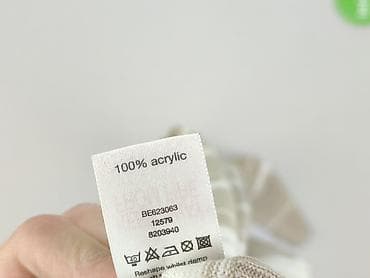 100% acrylic
BE623063
12579
8203940
Reshape whilst damp